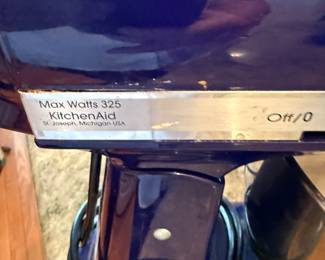 Max Watts 325
KitchenAid
St. Joseph, Michigan USA
Off/0